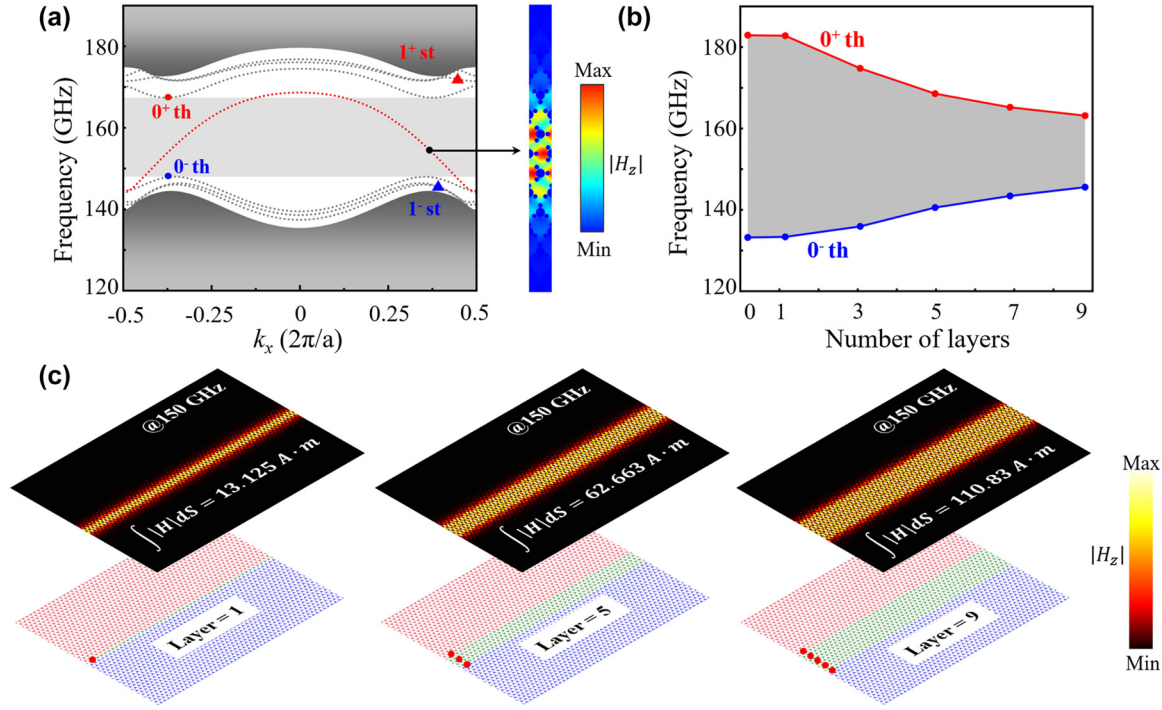 (a)
180
160
140
120
Frequency (GHz)
1⁺ st
0⁺ th
0⁻ th
1⁻ st
-0.5
-0.25
0
0.25
0.5
kₓ (2π/a)
Max
|H_z|
Min
(b)
180
160
140
120
Frequency (GHz)
0⁺ th
0⁻ th
0
1
3
5
7
9
Number of layers
(c)
@150 GHz
∫|H|dS = 13.125 A · m
Layer = 1
@150 GHz
∫|H|dS = 62.663 A · m
Layer = 5
@150 GHz
∫|H|dS = 110.83 A · m
Layer = 9
Max
|H_z|
Min